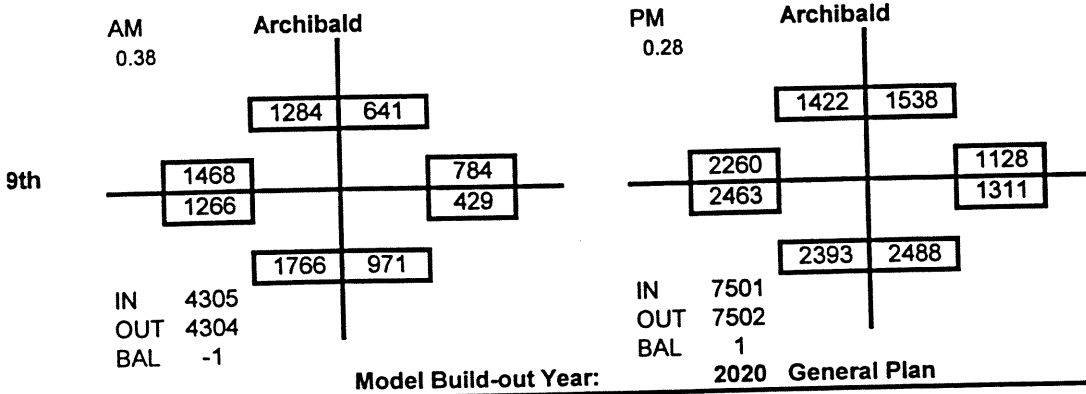 AM Archibald PM Archibald
0.38 0.28
1284 641 1422 1538
9th 1468 784 2260 1128
1266 429 2463 1311
1766 971 2393 2488
IN 4305 IN 7501
OUT 4304 OUT 7502
BAL -1 BAL 1
Model Build-out Year: 2020 General Plan